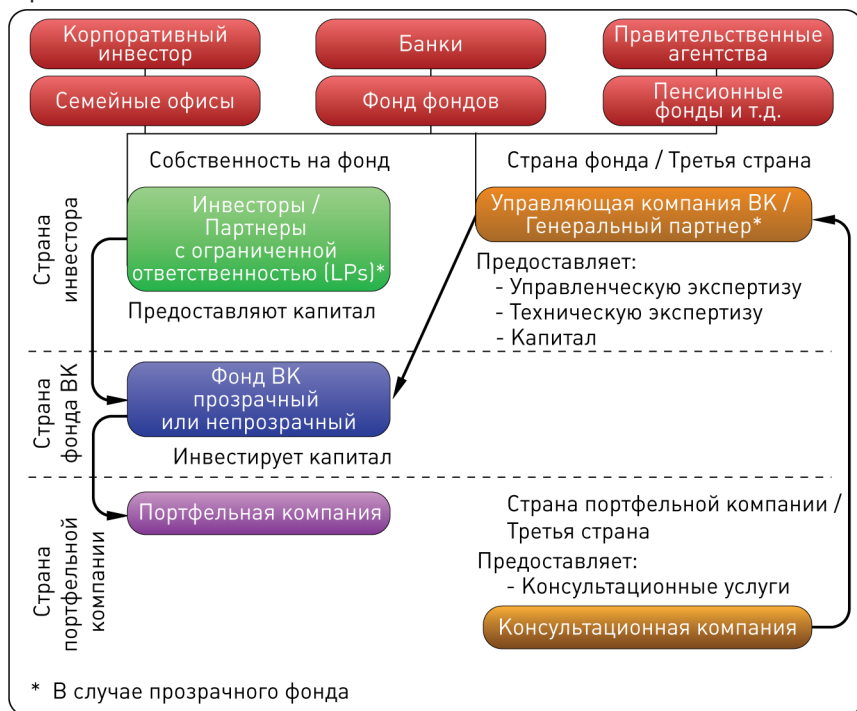 Корпоративный
инвестор
Банки
Правительственные
агентства
Семейные офисы
Фонд фондов
Пенсионные
фонды и т.д.
Собственность на фонд
Страна фонда / Третья страна
Страна
инвестора
Инвесторы /
Партнеры
с ограниченной
ответственностью (LPs)*
Управляющая компания ВК /
Генеральный партнер*
Предоставляют капитал
Предоставляет:
- Управленческую экспертизу
- Техническую экспертизу
- Капитал
Страна
фонда ВК
Фонд ВК
прозрачный
или непрозрачный
Инвестирует капитал
Страна
портфельной
компании
Портфельная компания
Страна портфельной компании /
Третья страна
Предоставляет:
- Консультационные услуги
Консультационная компания
* В случае прозрачного фонда